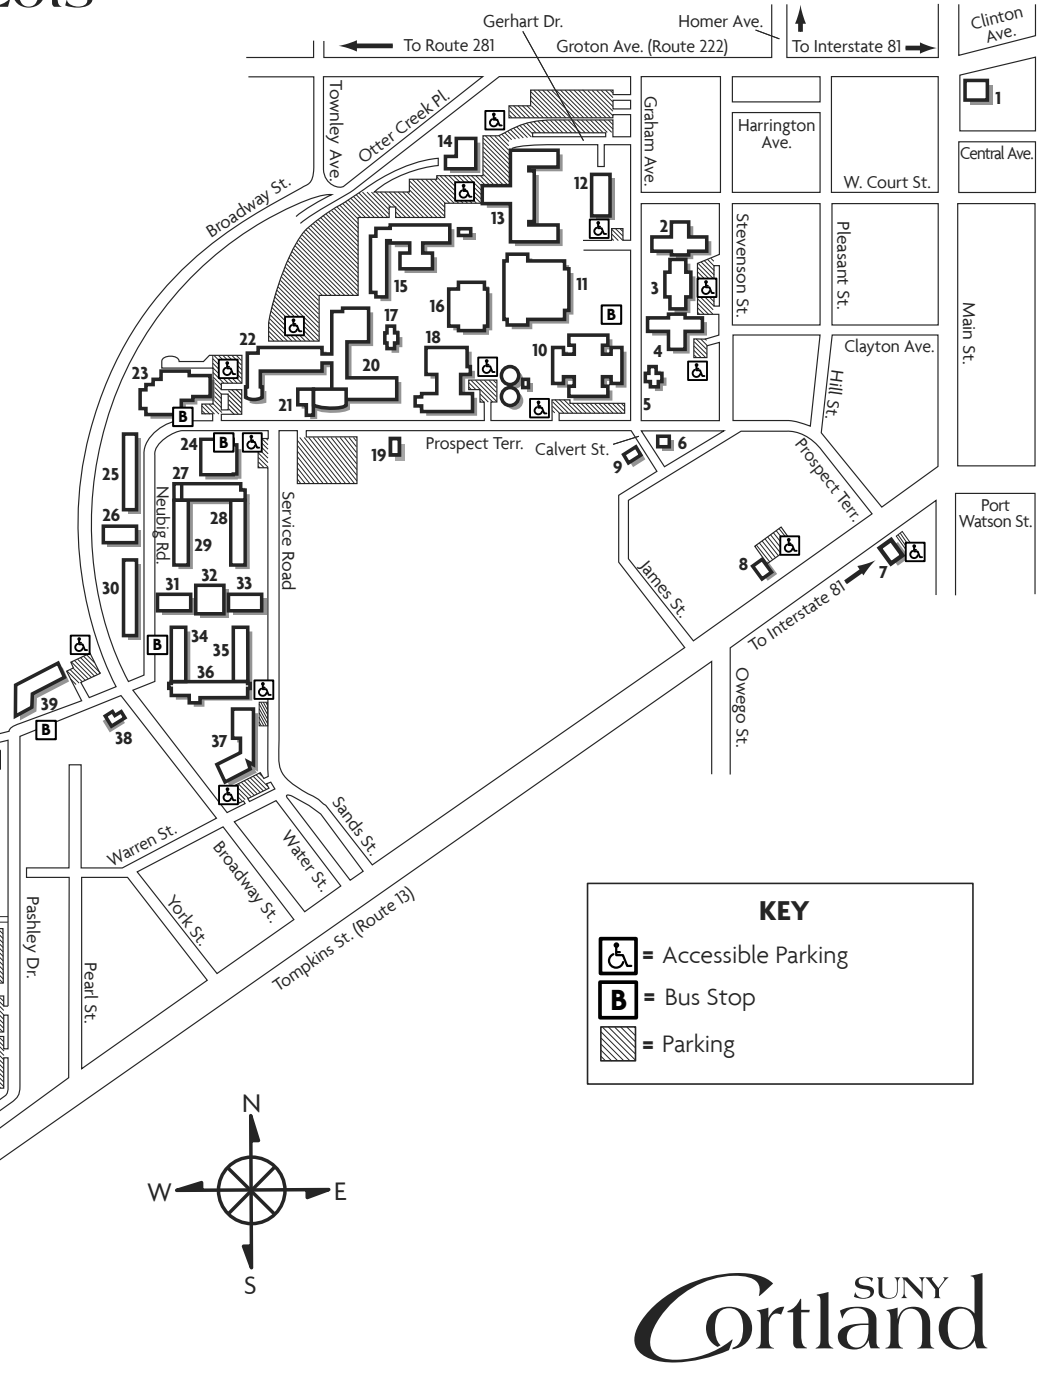 Gerhart Dr.
Homer Ave.
Clinton
Ave.
To Route 281
Groton Ave. (Route 222)
To Interstate 81
Townley Ave.
Otter Creek Pl.
Graham Ave.
Harrington
Ave.
1
Central Ave.
14
12
W. Court St.
Broadway St.
13
2
Stevenson St.
Pleasant St.
15
11
3
16
17
B
Main St.
22
18
10
4
Clayton Ave.
23
20
21
5
Hill St.
B
24
B
19
Prospect Terr.
Calvert St.
6
9
Prospect Terr.
25
27
Neubig Rd.
28
Service Road
26
29
Port
Watson St.
8
7
30
31
32
33
James St.
To Interstate 81
B
34
35
36
39
B
38
37
Owego St.
Sands St.
Warren St.
Water St.
Broadway St.
York St.
Tompkins St. (Route 13)
Pashley Dr.
Pearl St.
KEY
= Accessible Parking
B = Bus Stop
= Parking
N
W E
S
SUNY
Cortland